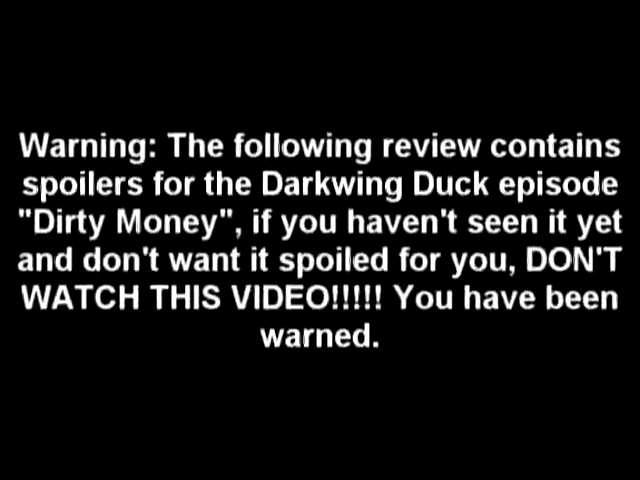 Warning: The following review contains
spoilers for the Darkwing Duck episode
"Dirty Money", if you haven't seen it yet
and don't want it spoiled for you, DON'T
WATCH THIS VIDEO!!!!! You have been
warned.